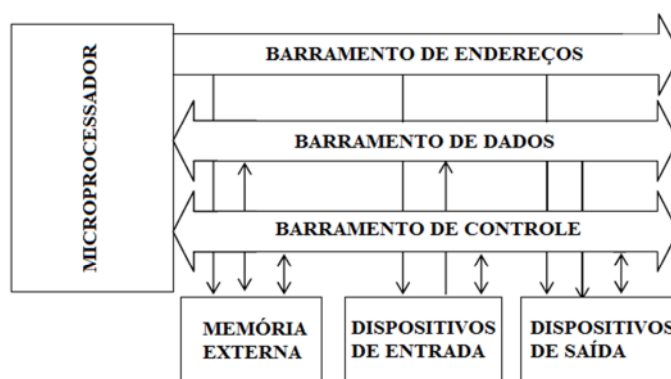 MICROPROCESSADOR
BARRAMENTO DE ENDEREÇOS
BARRAMENTO DE DADOS
BARRAMENTO DE CONTROLE
MEMÓRIA
EXTERNA
DISPOSITIVOS
DE ENTRADA
DISPOSITIVOS
DE SAÍDA